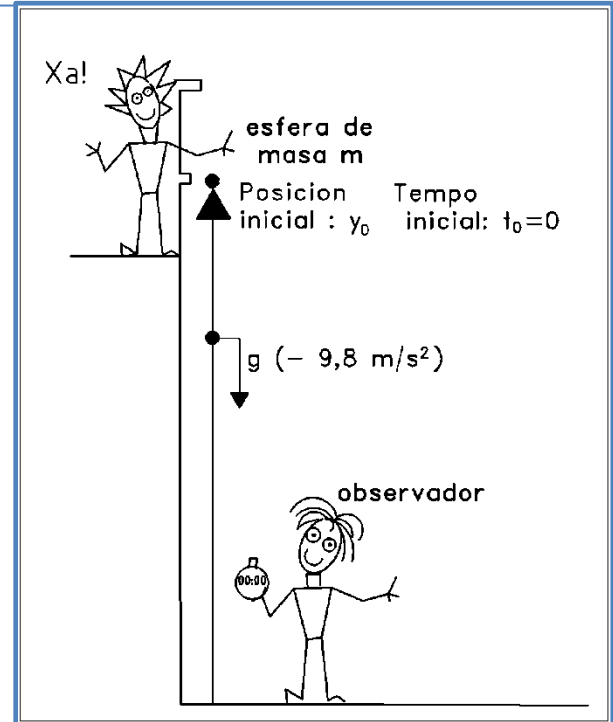 Xa!
esfera de
masa m
Posicion Tempo
inicial : y₀ inicial: t₀=0
g (− 9,8 m/s²)
observador
00:00